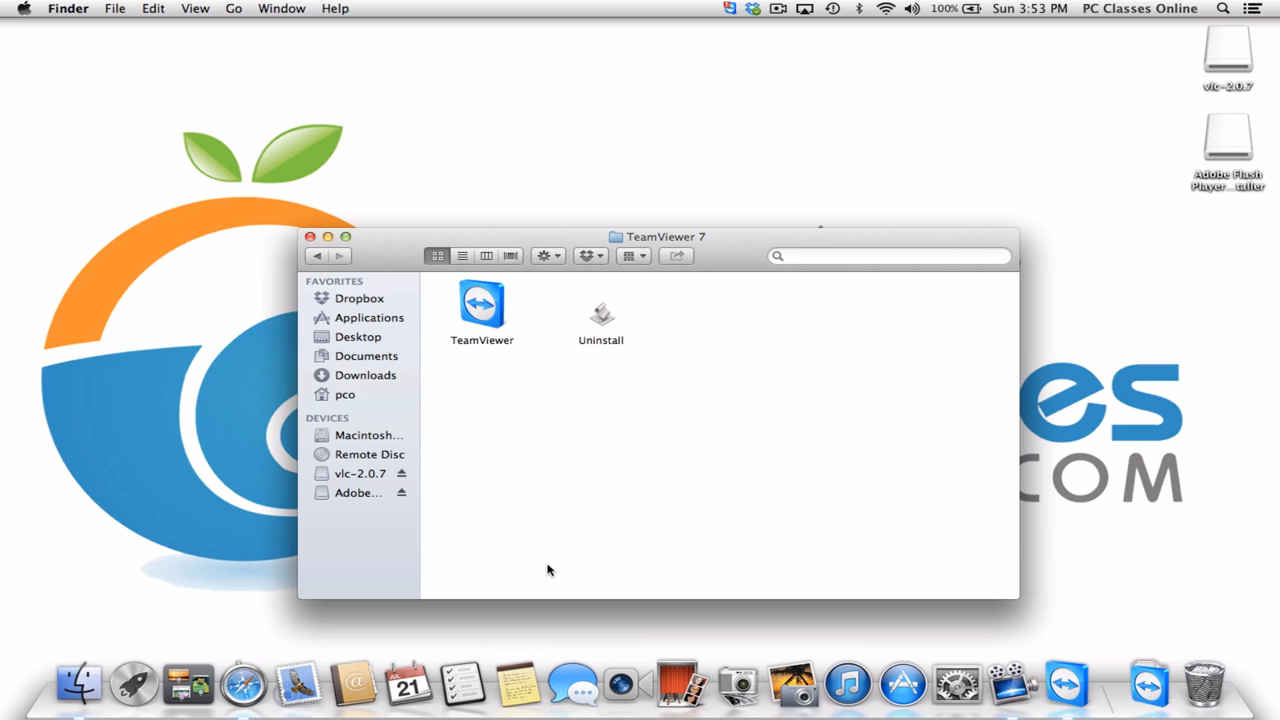 Finder File Edit View Go Window Help 100% Sun 3:53 PM PC Classes Online
vlc-2.0.7
Adobe Flash
Player...taller
TeamViewer 7
FAVORITES
Dropbox
Applications
Desktop
Documents
Downloads
pco
DEVICES
Macintosh...
Remote Disc
vlc-2.0.7
Adobe...
TeamViewer
Uninstall
es
COM
JUL
21
@